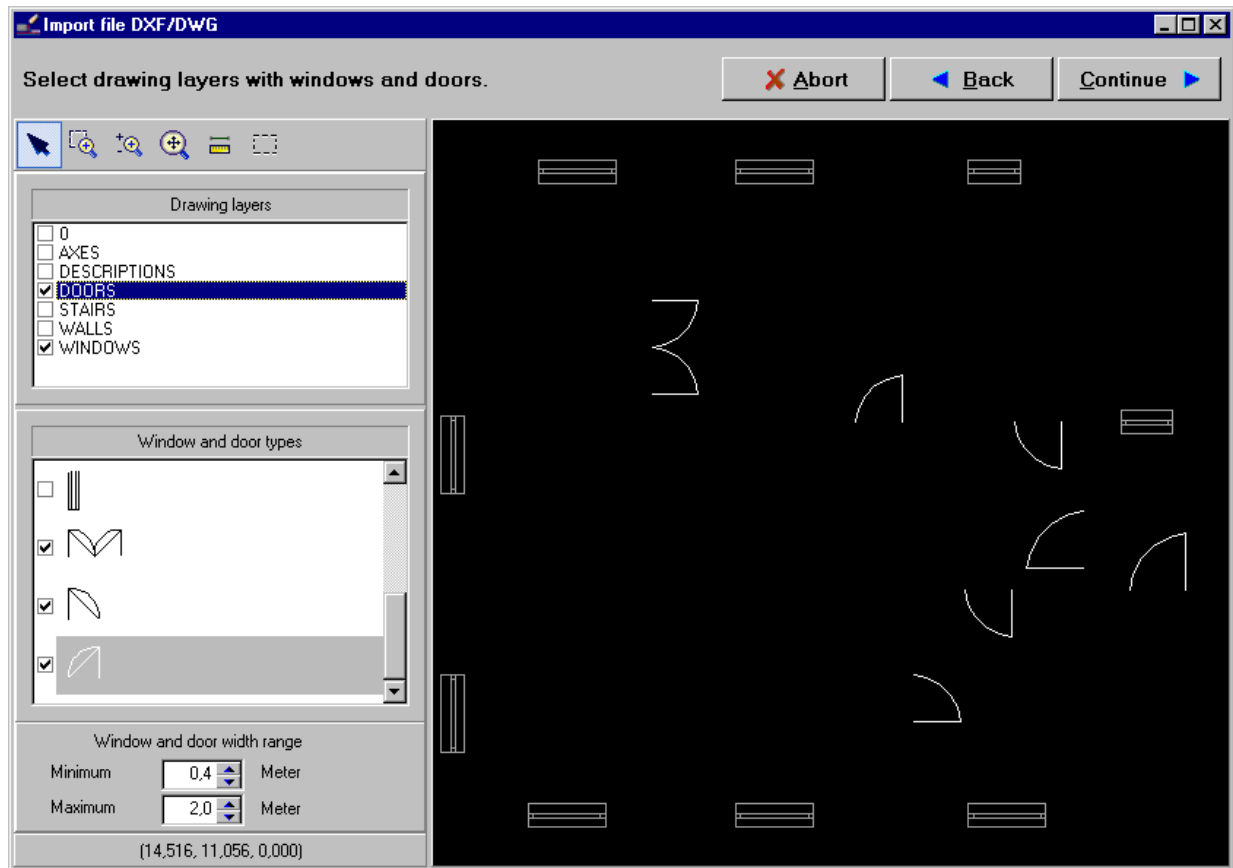 Import file DXF/DWG
Select drawing layers with windows and doors.
Abort
Back
Continue
Drawing layers
0
AXES
DESCRIPTIONS
DOORS
STAIRS
WALLS
WINDOWS
Window and door types
Window and door width range
Minimum 0,4 Meter
Maximum 2,0 Meter
(14,516, 11,056, 0,000)